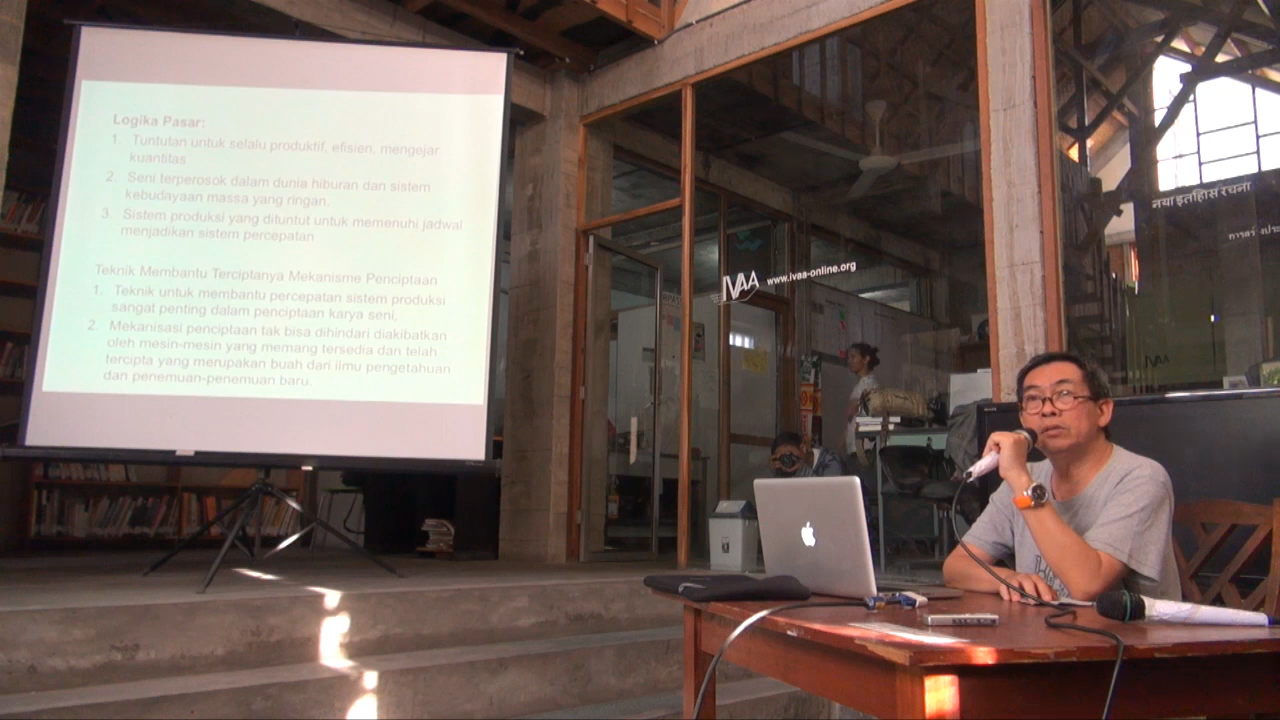 Logika Pasar:
1. Tuntutan untuk selalu produktif, efisien, mengejar
kuantitas
2. Seni terperosok dalam dunia hiburan dan sistem
kebudayaan massa yang ringan.
3. Sistem produksi yang dituntut untuk memenuhi jadwal
menjadikan sistem percepatan
Teknik Membantu Terciptanya Mekanisme Penciptaan
1. Teknik untuk membantu percepatan sistem produksi
sangat penting dalam penciptaan karya seni,
2. Mekanisasi penciptaan tak bisa dihindari diakibatkan
oleh mesin-mesin yang memang tersedia dan telah
tercipta yang merupakan buah dari ilmu pengetahuan
dan penemuan-penemuan baru.
IVAA www.ivaa-online.org
नया इतिहास रचना
IVAA